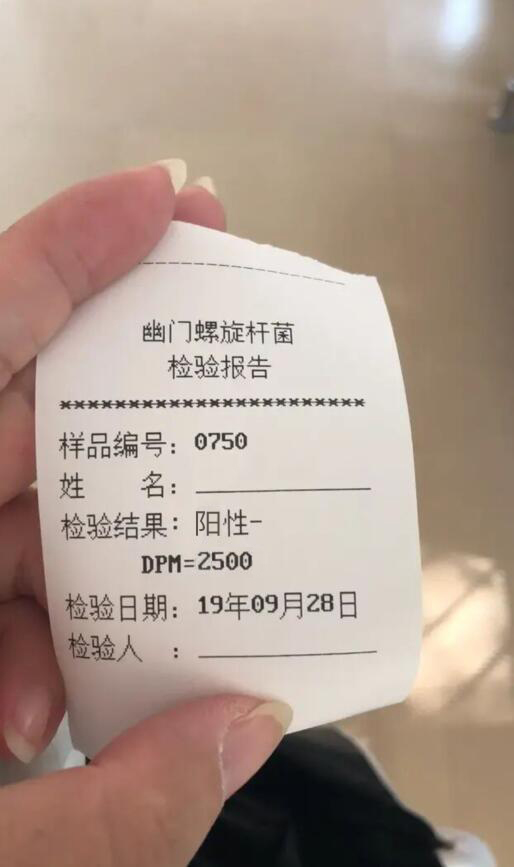 幽门螺旋杆菌
检验报告
***********************
样品编号：0750
姓　　名：
检验结果：阳性-
DPM=2500
检验日期：19年09月28日
检验人　：